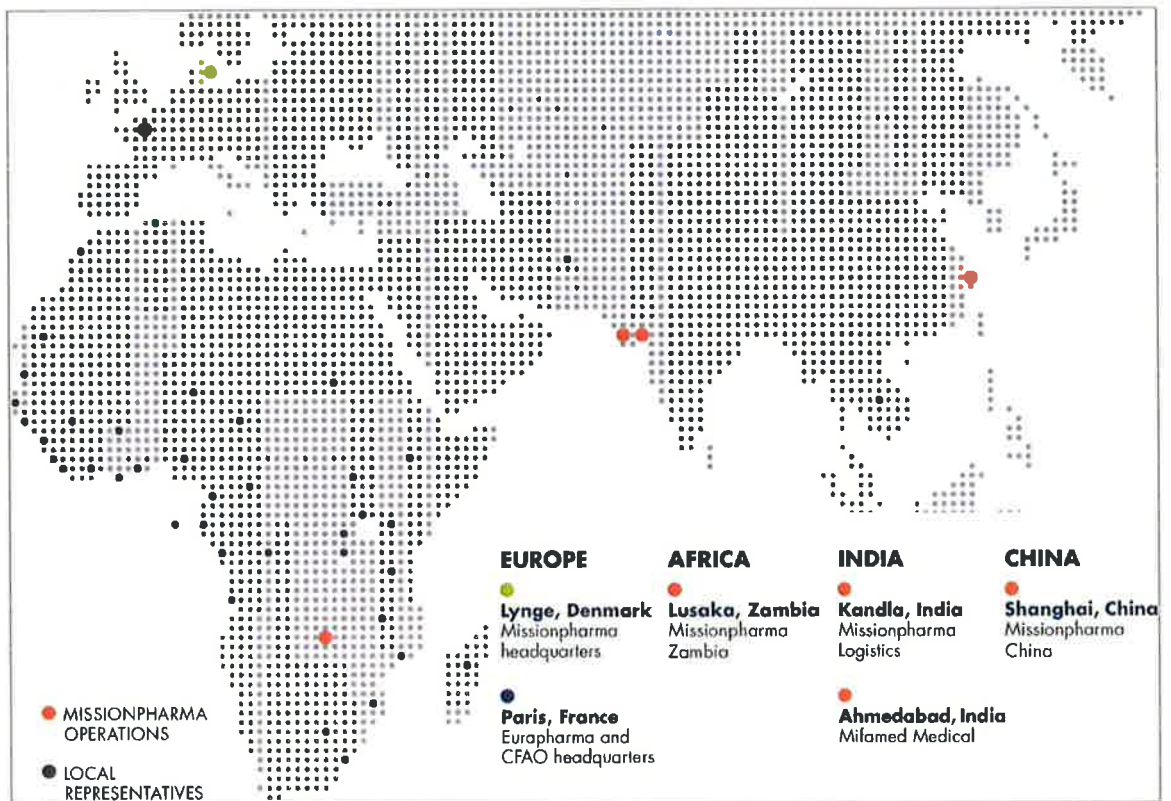 EUROPE
Lynge, Denmark
Missionpharma
headquarters
Paris, France
Eurapharma and
CFAO headquarters
AFRICA
Lusaka, Zambia
Missionpharma
Zambia
INDIA
Kandla, India
Missionpharma
Logistics
Ahmedabad, India
Mifamed Medical
CHINA
Shanghai, China
Missionpharma
China
MISSIONPHARMA
OPERATIONS
LOCAL
REPRESENTATIVES